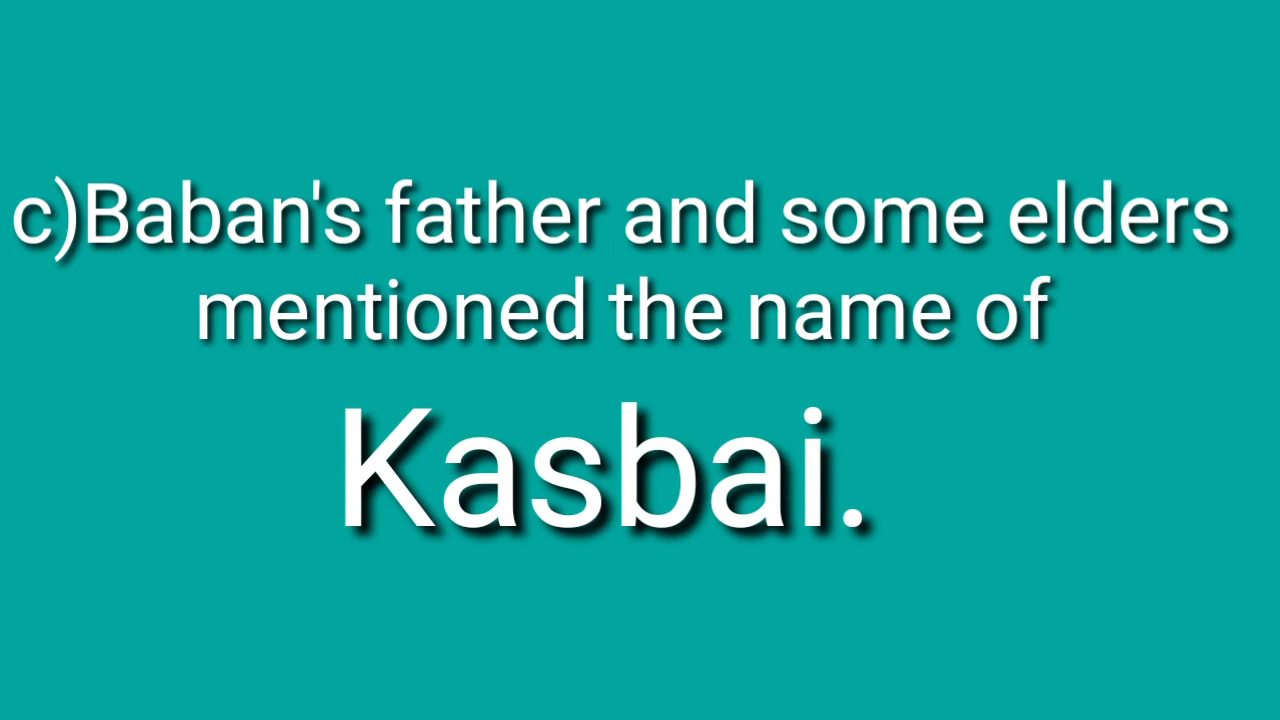 c)Baban's father and some elders
mentioned the name of
Kasbai.